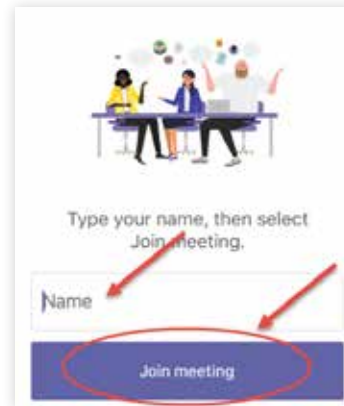 Type your name, then select
Join meeting.
Name
Join meeting